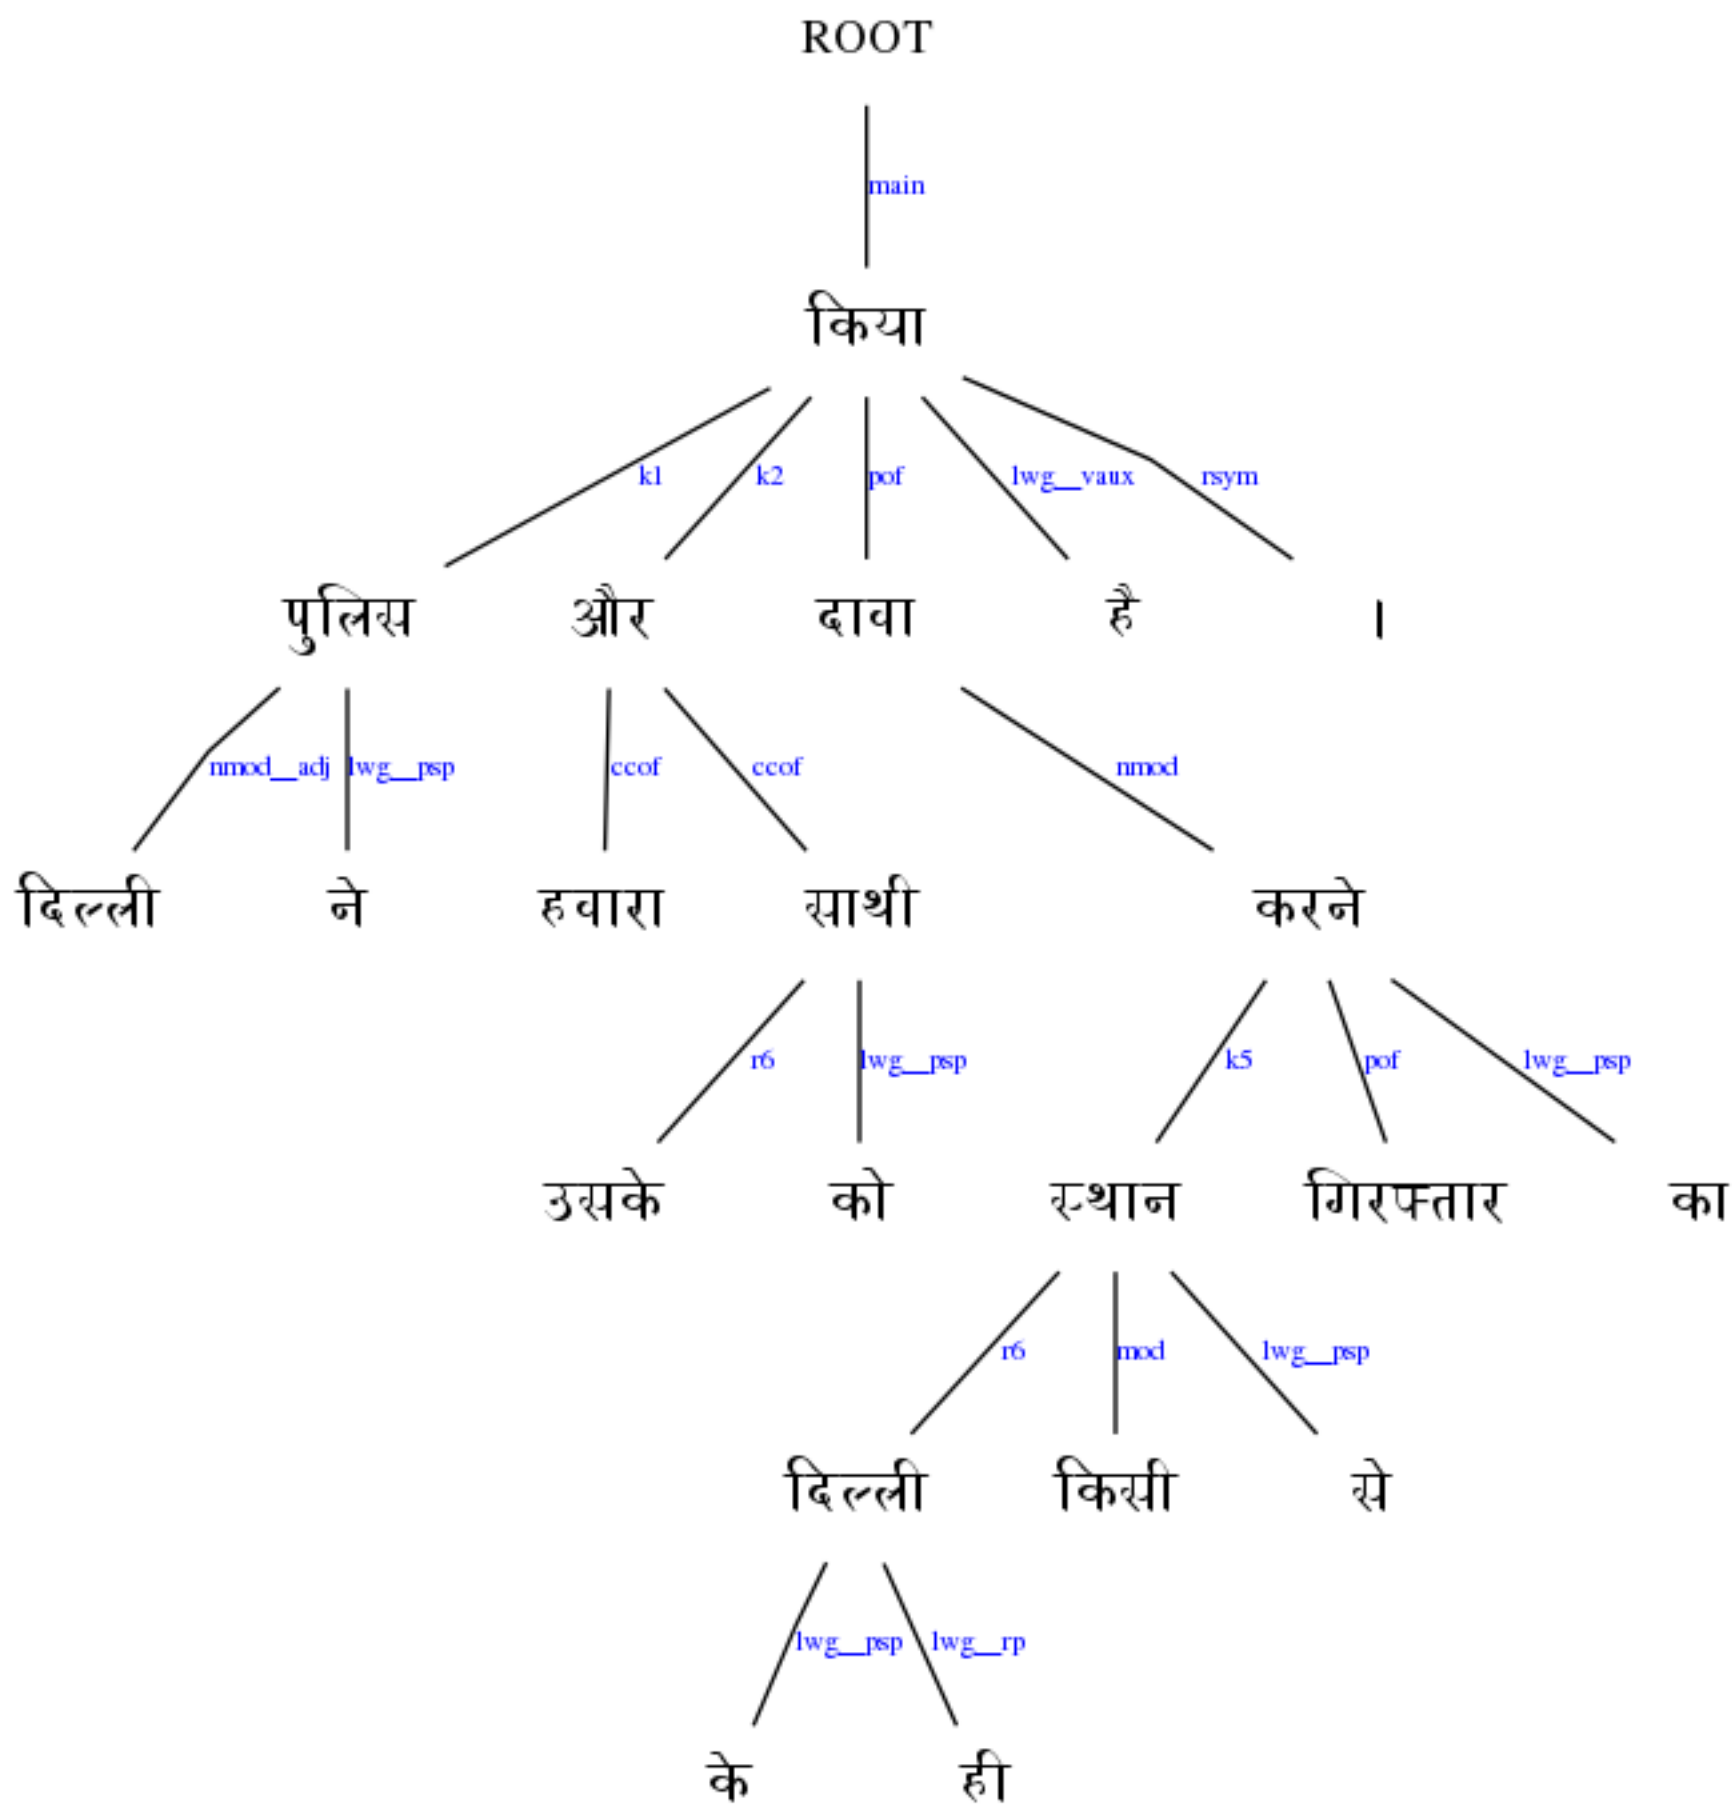 ROOT
main
किया
k1 k2 pof lwg__vaux rsym
पुलिस और दावा है ।
nmod__adj lwg__psp ccof ccof nmod
दिल्ली ने हवारा साथी करने
r6 lwg__psp k5 pof lwg__psp
उसके को स्थान गिरफ्तार का
r6 mod lwg__psp
दिल्ली किसी से
lwg__psp lwg__rp
के ही